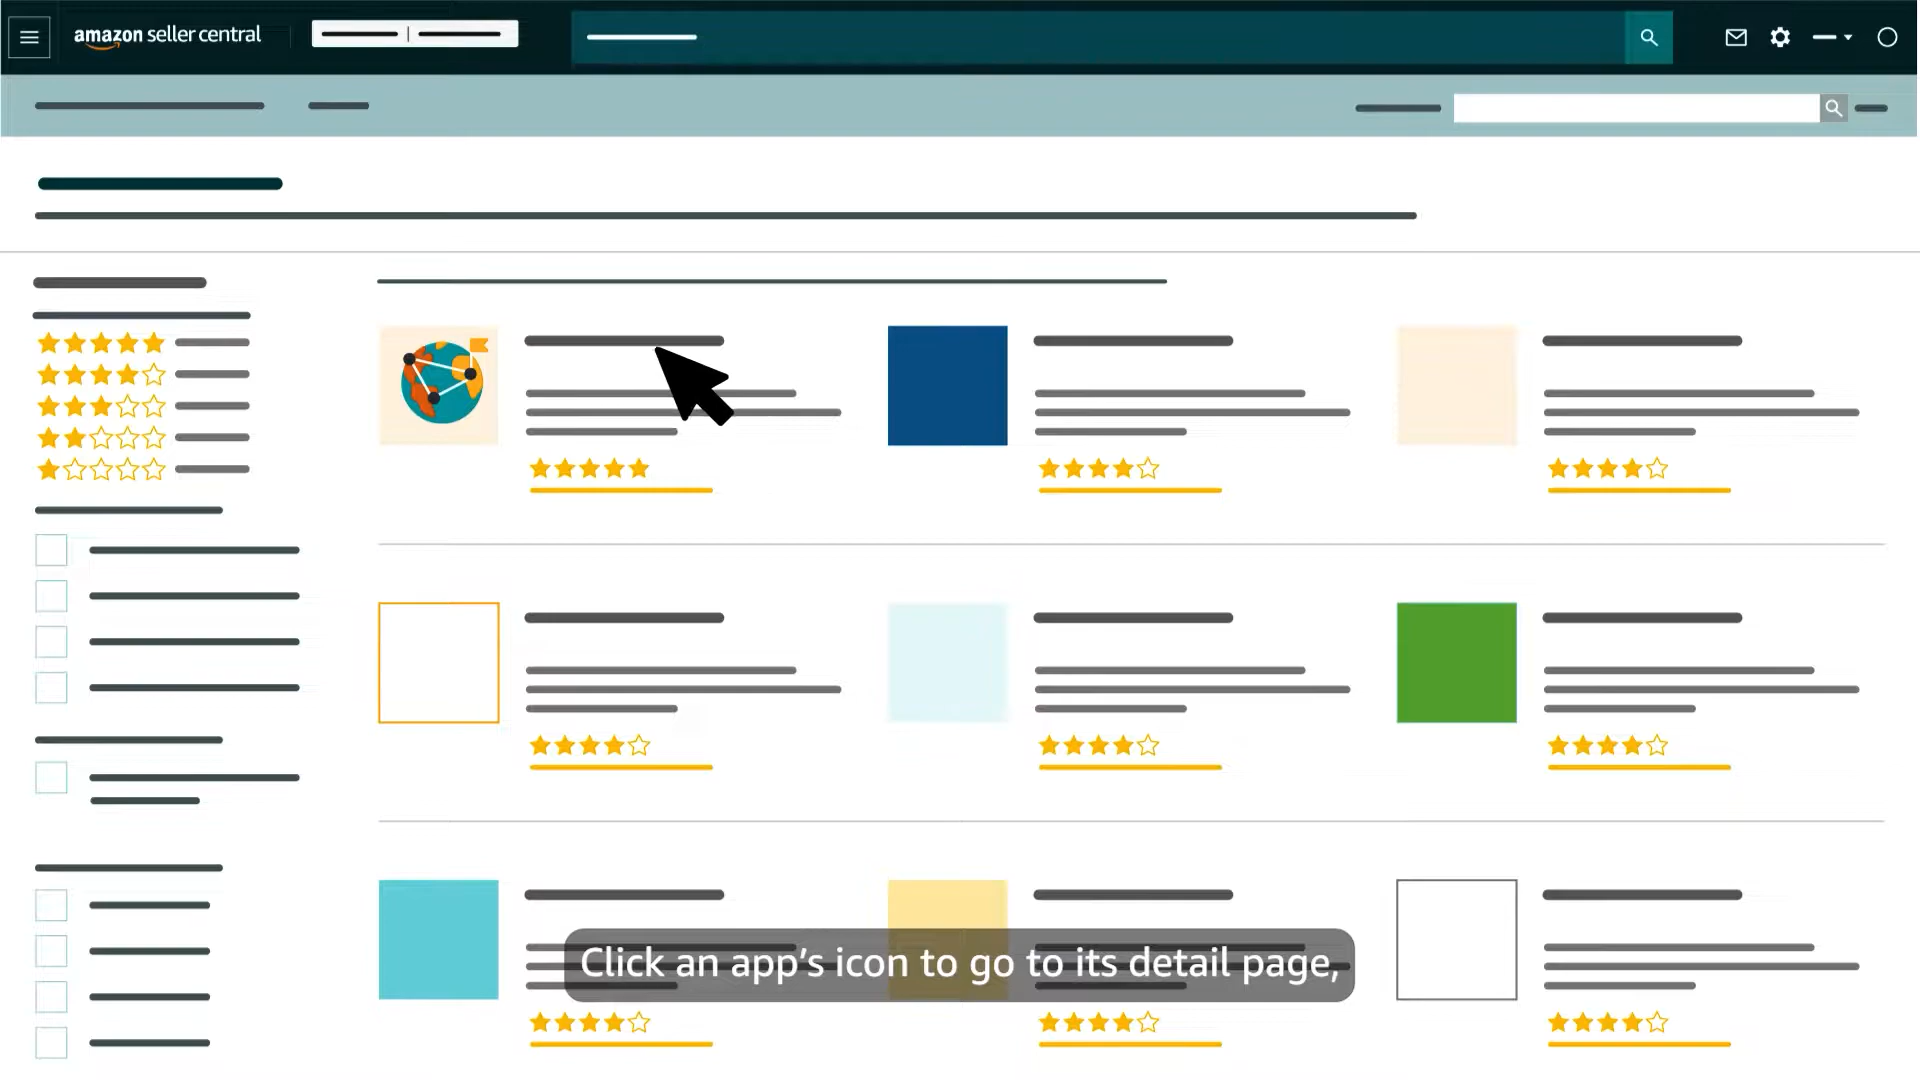 amazon seller central
Click an app’s icon to go to its detail page,